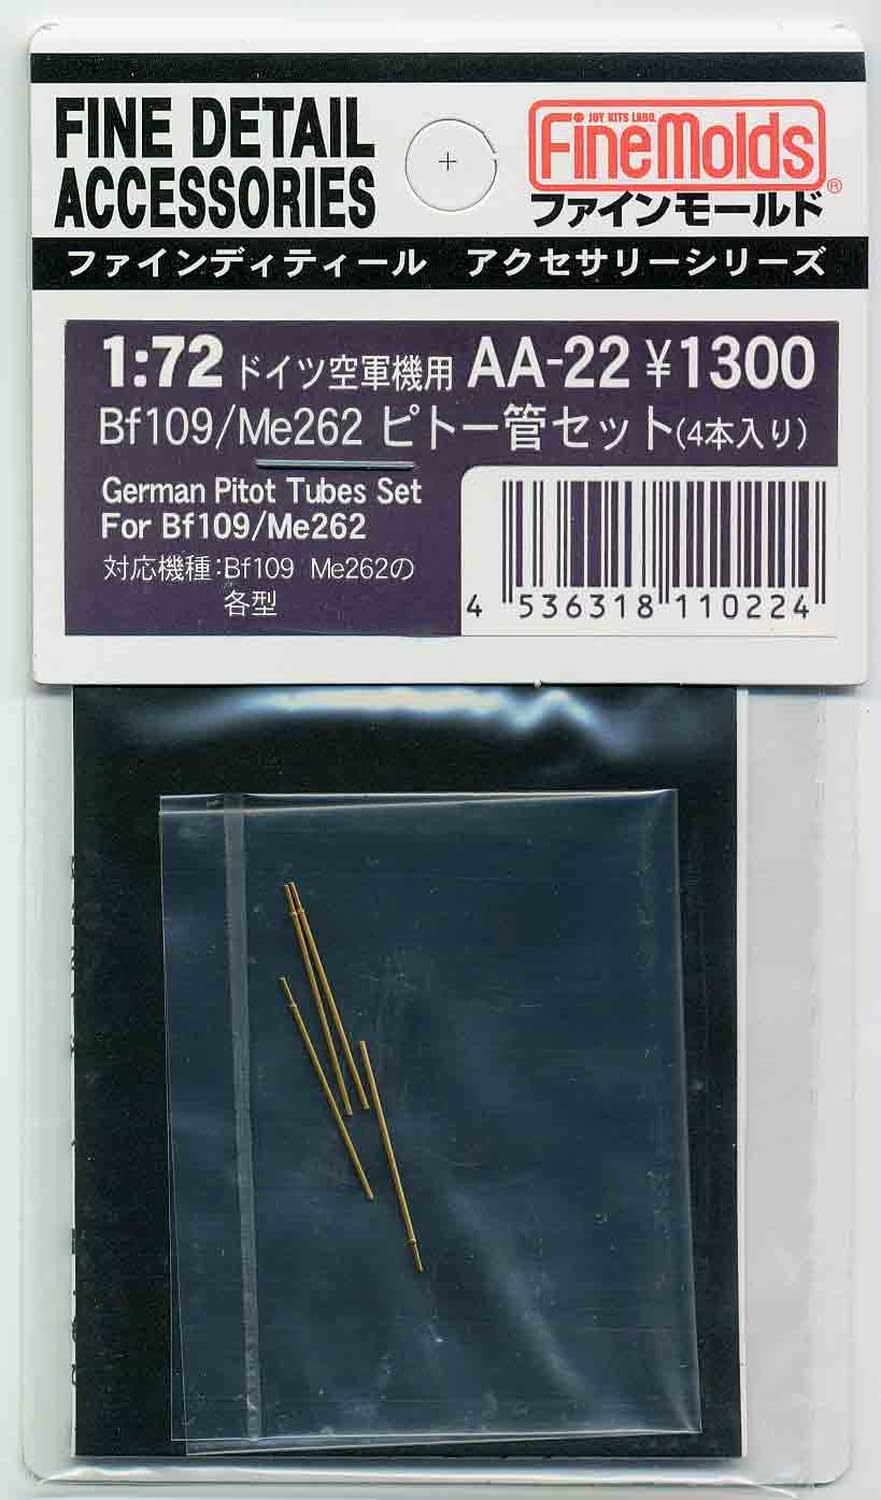 FINE DETAIL
ACCESSORIES
JOY KITS LABO.
FineMolds
®
ファインモールド
ファインディティール アクセサリーシリーズ
1:72 ドイツ空軍機用 AA-22 ¥1300
Bf109/Me262 ピトー管セット(4本入り)
German Pitot Tubes Set
For Bf109/Me262
対応機種:Bf109 Me262の
各型
4 536318 110224